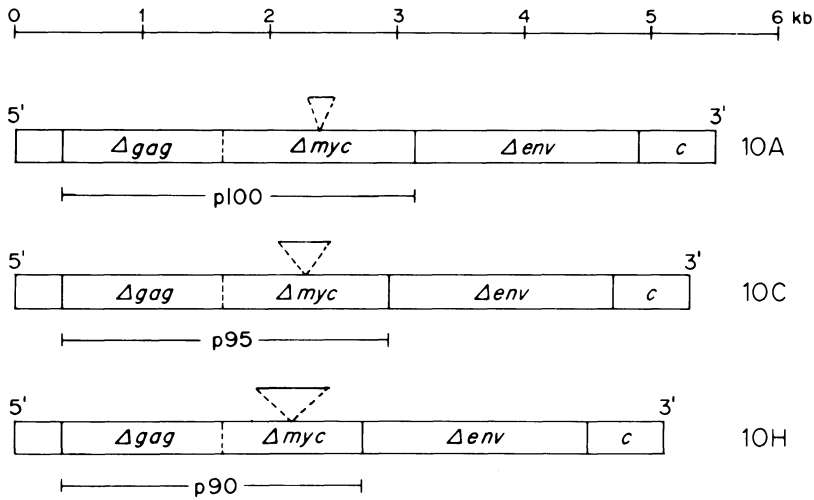 0 1 2 3 4 5 6 kb
5' 3'
Δgag Δmyc Δenv c 10A
p100
5' 3'
Δgag Δmyc Δenv c 10C
p95
5' 3'
Δgag Δmyc Δenv c 10H
p90